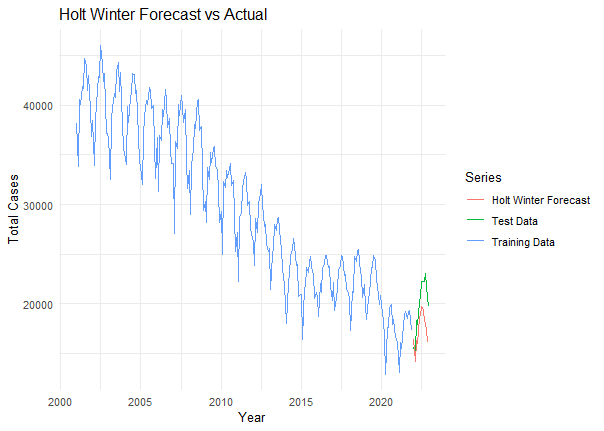 Holt Winter Forecast vs Actual
Total Cases
40000
30000
20000
2000
2005
2010
2015
2020
Year
Series
Holt Winter Forecast
Test Data
Training Data